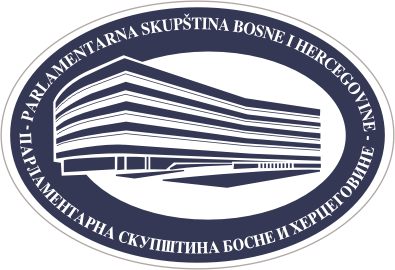 - PARLAMENTARNA SKUPŠTINA BOSNE I HERCEGOVINE -
ПАРЛАМЕНТАРНА СКУПШТИНА БОСНЕ И ХЕРЦЕГОВИНЕ